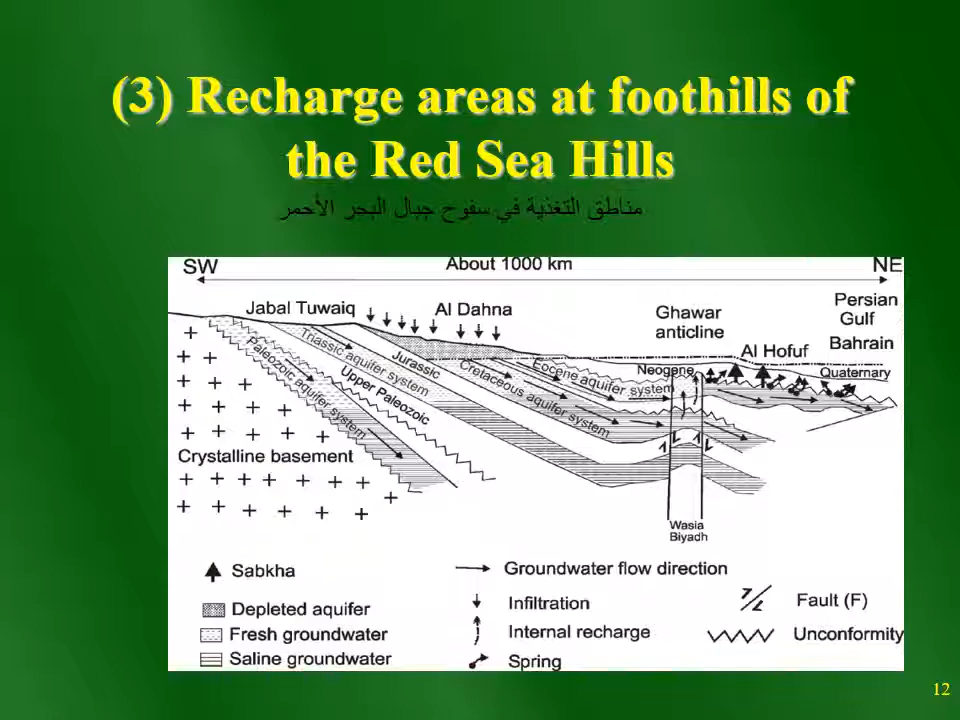 (3) Recharge areas at foothills of
the Red Sea Hills
مناطق التغذية في سفوح جبال البحر الأحمر
SW
About 1000 km
NE
Jabal Tuwaiq
Al Dahna
Ghawar
anticline
Persian
Gulf
Bahrain
Al Hofuf
Quaternary
Neogene
Eocene aquifer system
Cretaceous aquifer system
Jurassic
Triassic aquifer system
Upper Paleozoic
Paleozoic aquifer system
Crystalline basement
Wasia
Biyadh
Sabkha
Depleted aquifer
Fresh groundwater
Saline groundwater
Groundwater flow direction
Infiltration
Internal recharge
Spring
Fault (F)
Unconformity
12